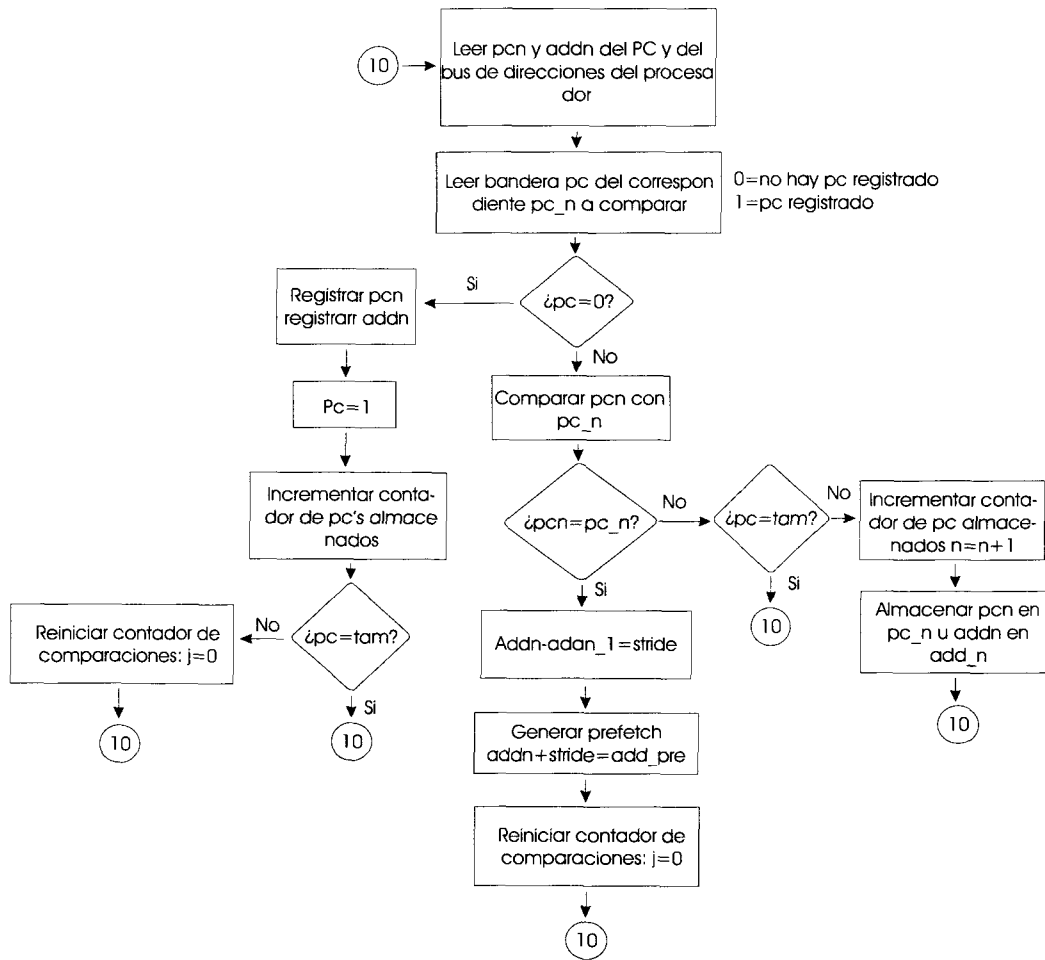 10
Leer pcn y addn del PC y del
bus de direcciones del procesa
dor
Leer bandera pc del correspon
diente pc_n a comparar
0=no hay pc registrado
1=pc registrado
¿pc=0?
Si
No
Registrar pcn
registrarr addn
Pc=1
Incrementar conta-
dor de pc's almace
nados
¿pc=tam?
No
Si
Reiniciar contador de
comparaciones: j=0
10
10
Comparar pcn con
pc_n
¿pcn=pc_n?
No
Si
¿pc=tam?
No
Si
10
Incrementar conta-
dor de pc almace-
nados n=n+1
Almacenar pcn en
pc_n u addn en
add_n
10
Addn-adan_1=stride
Generar prefetch
addn+stride=add_pre
Reiniciar contador de
comparaciones: j=0
10